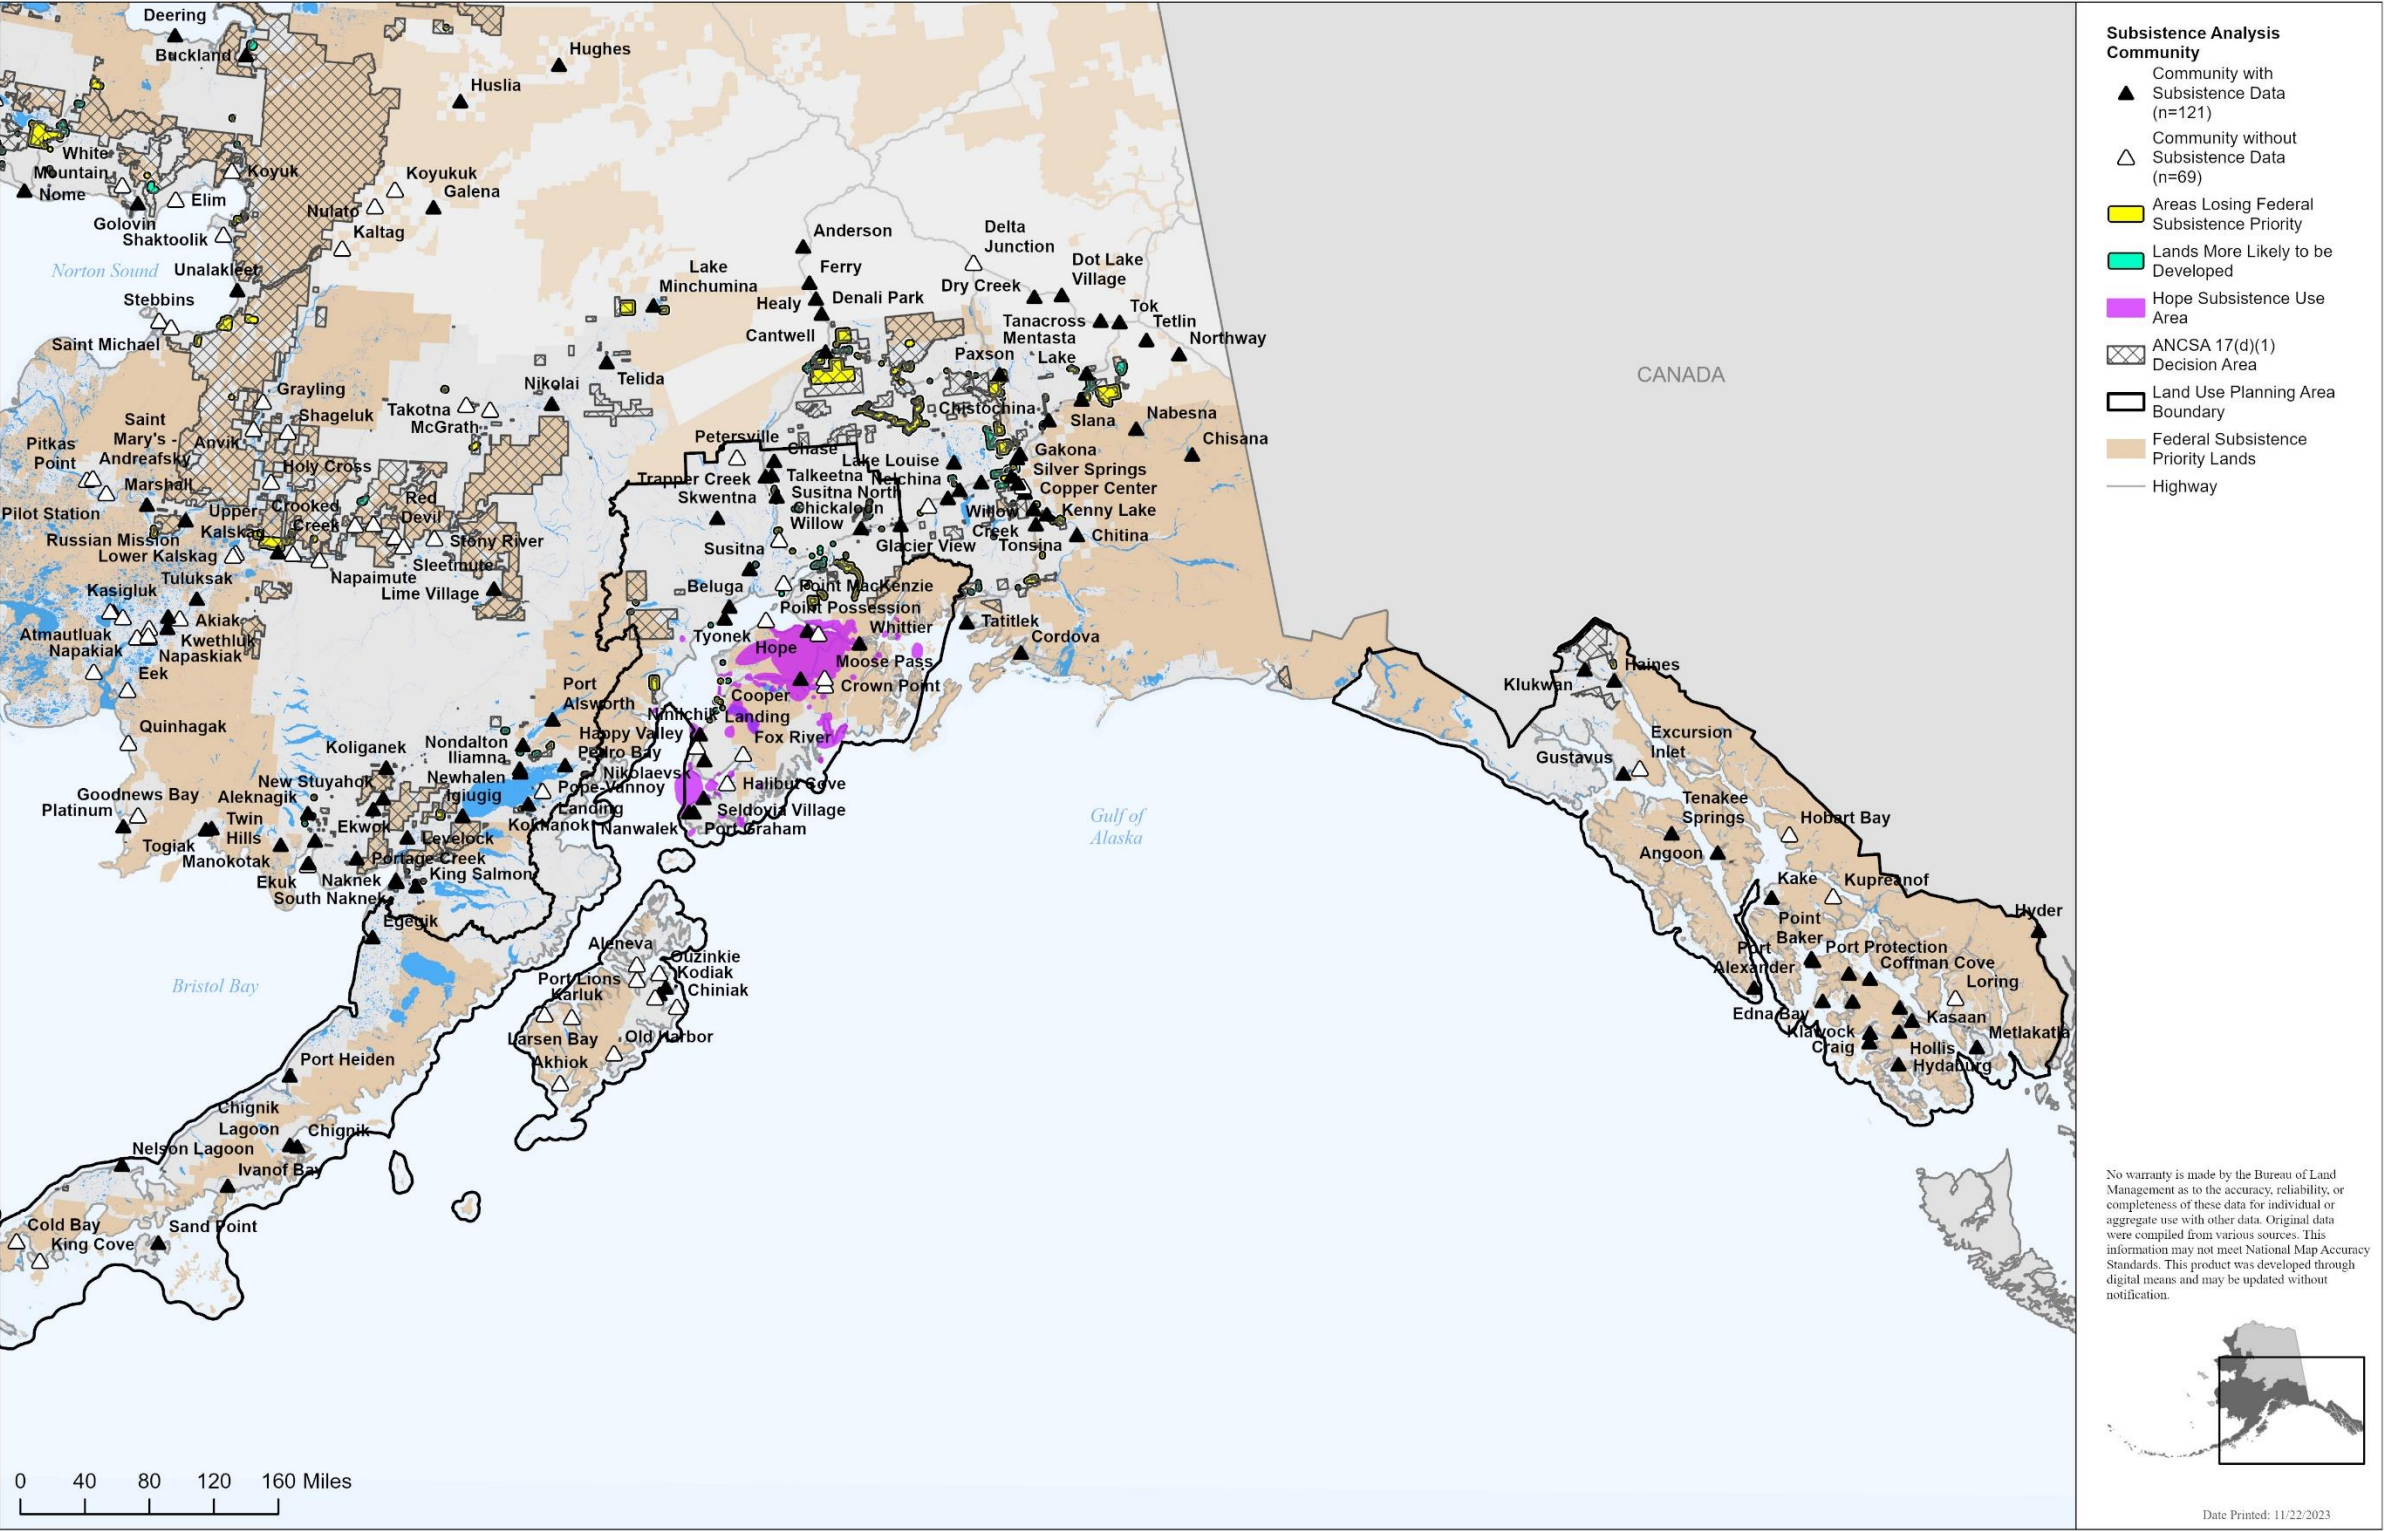 Deering
Buckland
Hughes
Huslia
White
Mountain
Nome
Koyuk
Koyukuk
Galena
Elim
Nulato
Golovin
Shaktoolik
Kaltag
Norton Sound
Unalakleet
Stebbins
Saint Michael
Anderson
Delta
Junction
Lake
Minchumina
Ferry
Dot Lake
Village
Dry Creek
Healy
Denali Park
Tok
Tanacross
Tetlin
Cantwell
Mentasta
Lake
Northway
Paxson
CANADA
Telida
Nikolai
Grayling
Shageluk
Takotna
McGrath
Chistochina
Slana
Nabesna
Chisana
Saint
Mary's -
Andreafsky
Pitkas
Point
Anvik
Petersville
Chase
Gakona
Holy Cross
Trapper Creek
Talkeetna
Lake Louise
Nelchina
Silver Springs
Marshall
Skwentna
Susitna North
Copper Center
Red
Devil
Crooked
Creek
Upper
Kalskag
Chickaloon
Willow
Willow
Creek
Kenny Lake
Pilot Station
Russian Mission
Lower Kalskag
Stony River
Susitna
Glacier View
Tonsina
Chitina
Sleetmute
Tuluksak
Napaimute
Lime Village
Beluga
Point MacKenzie
Kasigluk
Point Possession
Akiak
Tyonek
Whittier
Tatitlek
Atmautluak
Kwethluk
Cordova
Napakiak
Napaskiak
Hope
Moose Pass
Eek
Crown Point
Haines
Klukwan
Port
Alsworth
Cooper
Landing
Ninilchik
Quinhagak
Happy Valley
Fox River
Excursion
Inlet
Koliganek
Nondalton
Iliamna
Pedro Bay
Gustavus
New Stuyahok
Newhalen
Nikolaevsk
Halibut Cove
Goodnews Bay
Aleknagik
Igiugig
Pope-Vannoy
Landing
Tenakee
Springs
Platinum
Seldovia Village
Gulf of
Alaska
Hobart Bay
Twin
Hills
Ekwok
Kokhanok
Nanwalek
Port Graham
Togiak
Levelock
Manokotak
Portage Creek
Angoon
Ekuk
Naknek
King Salmon
Kake
Kupreanof
South Naknek
Egegik
Hyder
Point
Baker
Aleneva
Port
Alexander
Port Protection
Ouzinkie
Coffman Cove
Kodiak
Port Lions
Loring
Bristol Bay
Karluk
Chiniak
Edna Bay
Kasaan
Larsen Bay
Old Harbor
Klawock
Metlakatla
Craig
Hollis
Akhiok
Hydaburg
Port Heiden
Chignik
Lagoon
Chignik
Nelson Lagoon
Ivanof Bay
Cold Bay
Sand Point
King Cove
0 40 80 120 160 Miles
Subsistence Analysis
Community
Community with
Subsistence Data
(n=121)
Community without
Subsistence Data
(n=69)
Areas Losing Federal
Subsistence Priority
Lands More Likely to be
Developed
Hope Subsistence Use
Area
ANCSA 17(d)(1)
Decision Area
Land Use Planning Area
Boundary
Federal Subsistence
Priority Lands
Highway
No warranty is made by the Bureau of Land
Management as to the accuracy, reliability, or
completeness of these data for individual or
aggregate use with other data. Original data
were compiled from various sources. This
information may not meet National Map Accuracy
Standards. This product was developed through
digital means and may be updated without
notification.
Date Printed: 11/22/2023